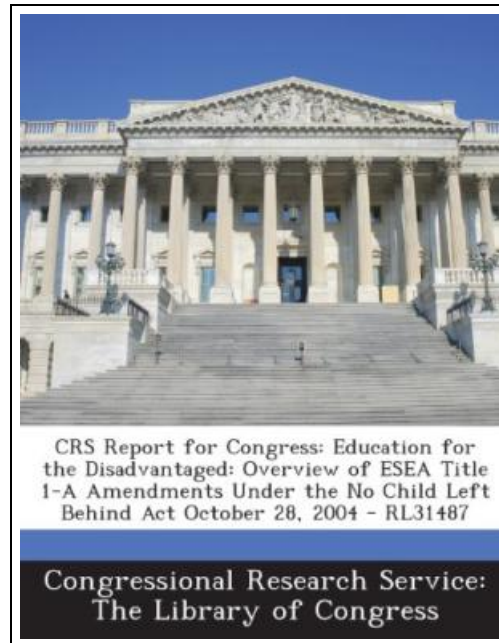 CRS Report for Congress: Education for
the Disadvantaged: Overview of ESEA Title
1-A Amendments Under the No Child Left
Behind Act October 28, 2004 - RL31487
Congressional Research Service:
The Library of Congress